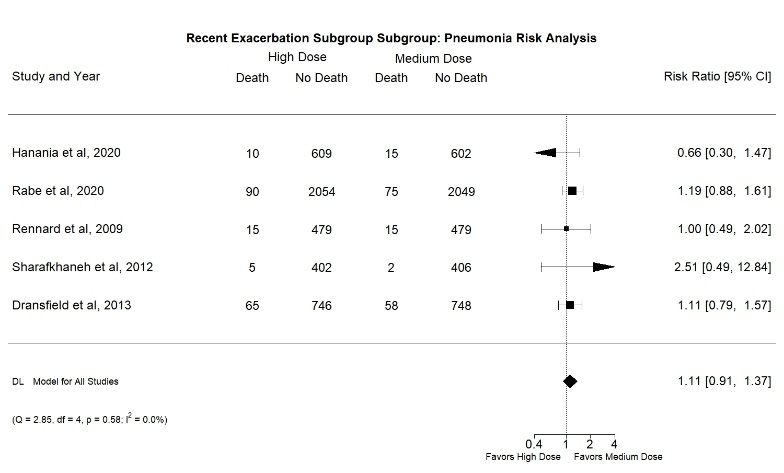 Recent Exacerbation Subgroup Subgroup: Pneumonia Risk Analysis
High Dose Medium Dose
Study and Year Death No Death Death No Death Risk Ratio [95% CI]
Hanania et al, 2020 10 609 15 602 0.66 [0.30, 1.47]
Rabe et al, 2020 90 2054 75 2049 1.19 [0.88, 1.61]
Rennard et al, 2009 15 479 15 479 1.00 [0.49, 2.02]
Sharafkhaneh et al, 2012 5 402 2 406 2.51 [0.49, 12.84]
Dransfield et al, 2013 65 746 58 748 1.11 [0.79, 1.57]
DL Model for All Studies 1.11 [0.91, 1.37]
(Q = 2.85, df = 4, p = 0.58; I² = 0.0%)
0.4 1 2 4
Favors High Dose Favors Medium Dose